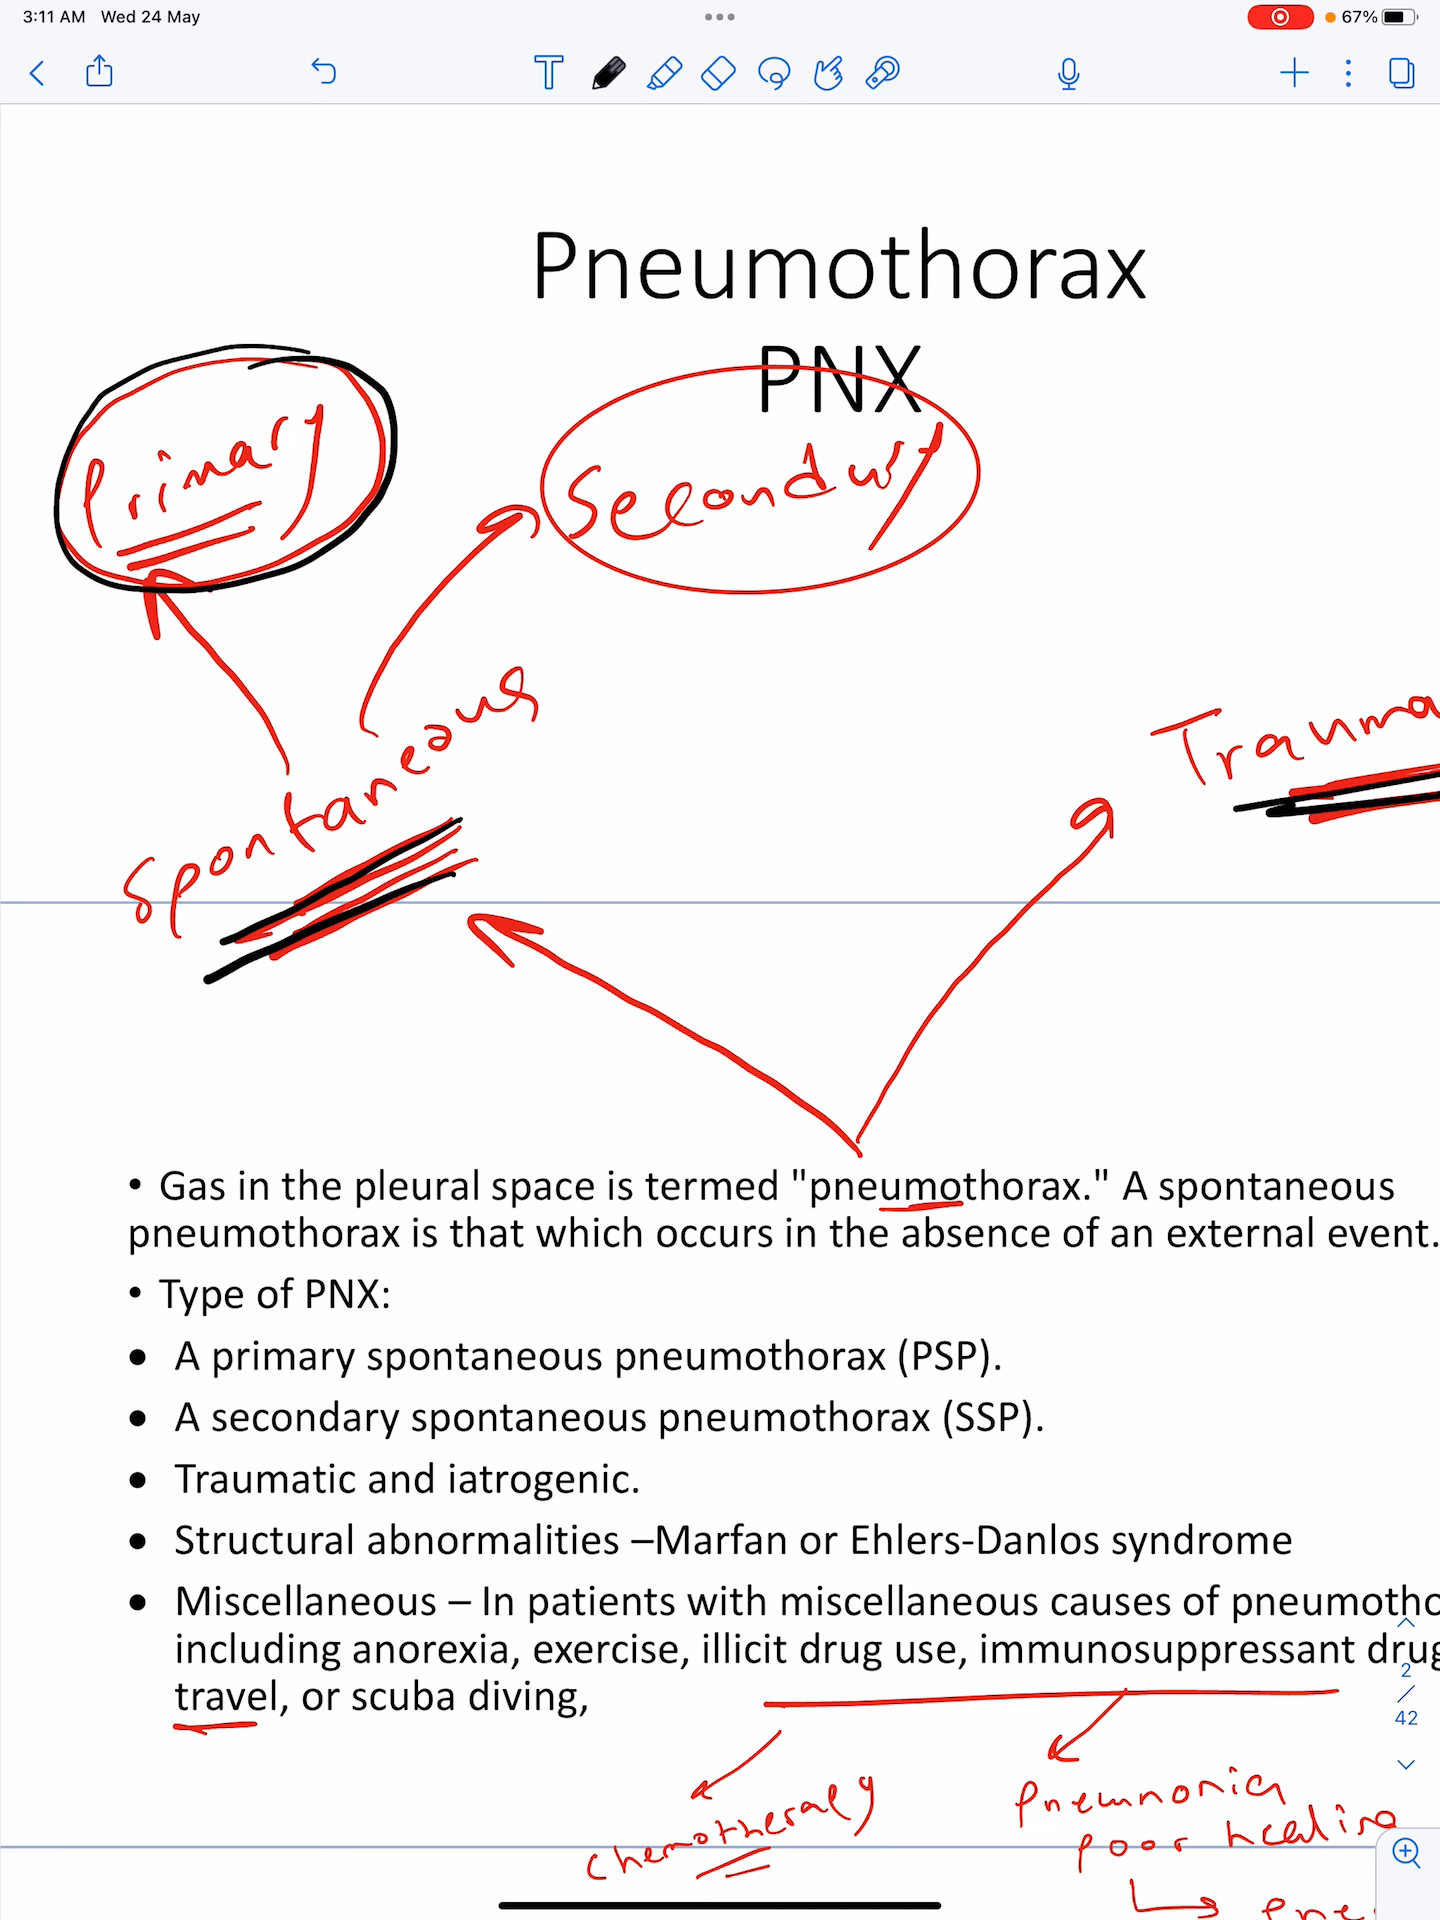 3:11 AM Wed 24 May
67%
Pneumothorax
PNX
Primary
Secondary
Spontaneous
Trauma
• Gas in the pleural space is termed "pneumothorax." A spontaneous
pneumothorax is that which occurs in the absence of an external event.
• Type of PNX:
• A primary spontaneous pneumothorax (PSP).
• A secondary spontaneous pneumothorax (SSP).
• Traumatic and iatrogenic.
• Structural abnormalities –Marfan or Ehlers-Danlos syndrome
• Miscellaneous – In patients with miscellaneous causes of pneumotho
including anorexia, exercise, illicit drug use, immunosuppressant drug
travel, or scuba diving,
2
/
42
chemotherapy
pneumonia
poor healing